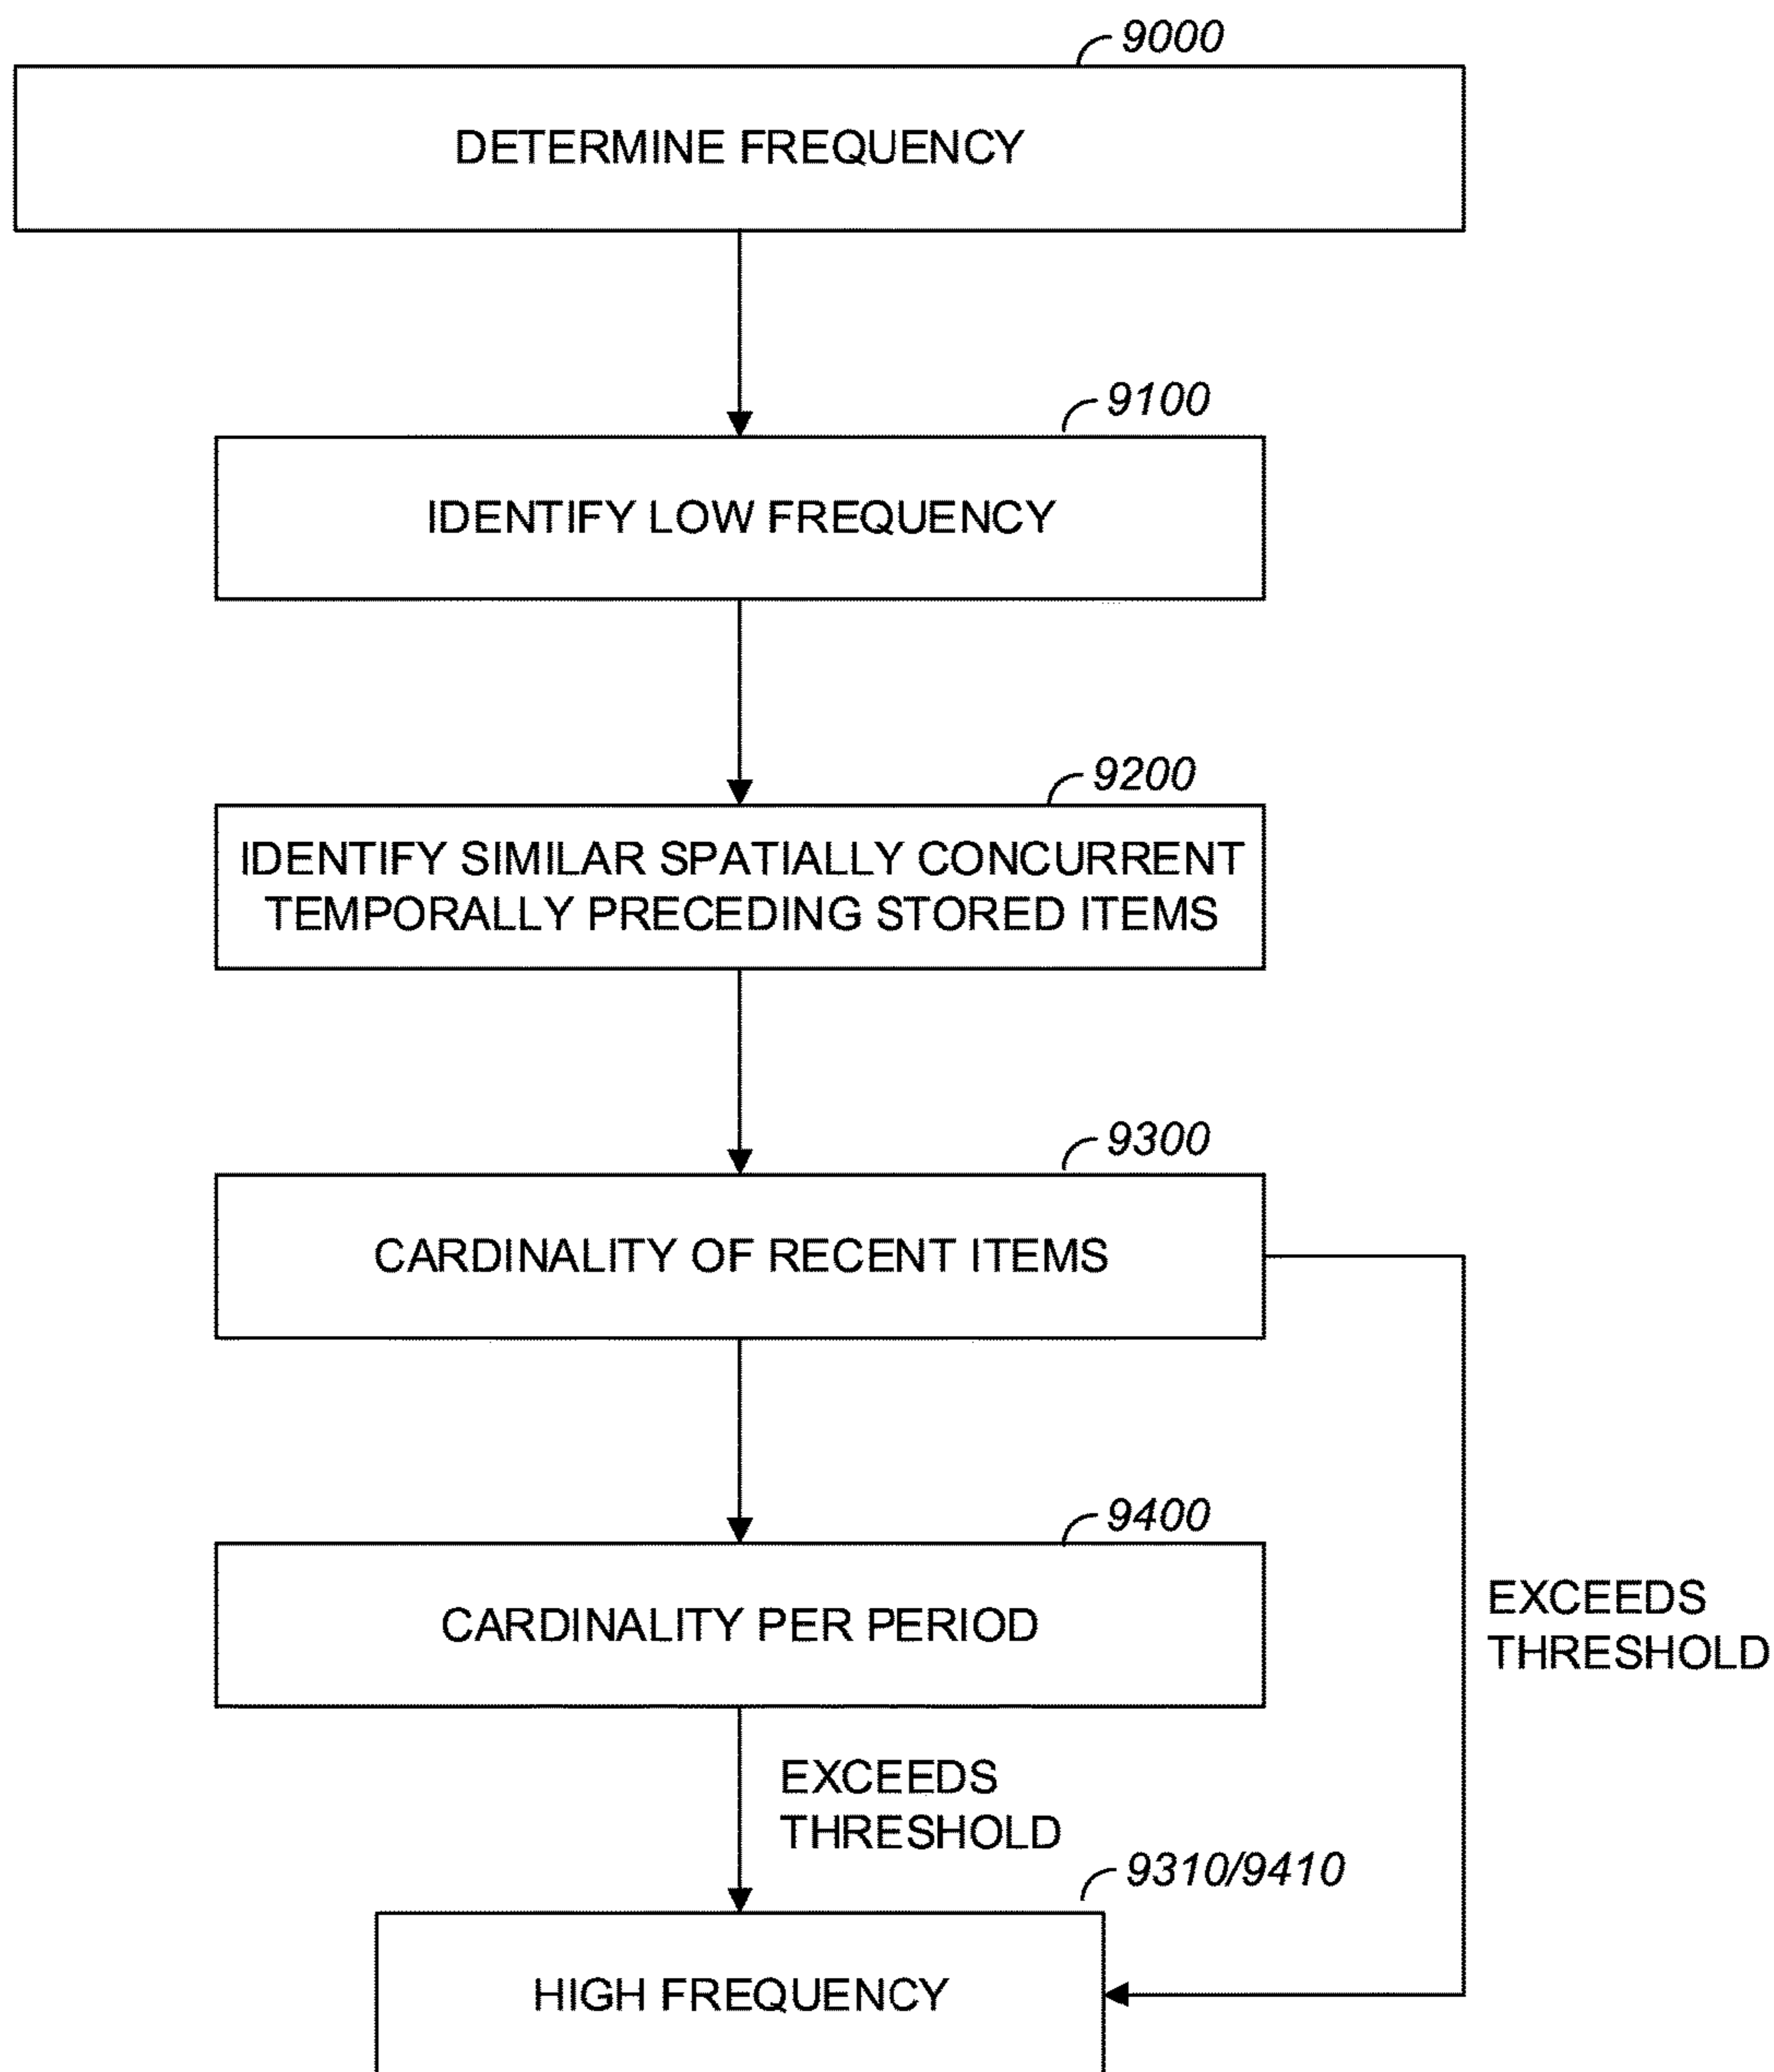 9000
DETERMINE FREQUENCY
9100
IDENTIFY LOW FREQUENCY
9200
IDENTIFY SIMILAR SPATIALLY CONCURRENT
TEMPORALLY PRECEDING STORED ITEMS
9300
CARDINALITY OF RECENT ITEMS
9400
CARDINALITY PER PERIOD
EXCEEDS
THRESHOLD
EXCEEDS
THRESHOLD
9310/9410
HIGH FREQUENCY